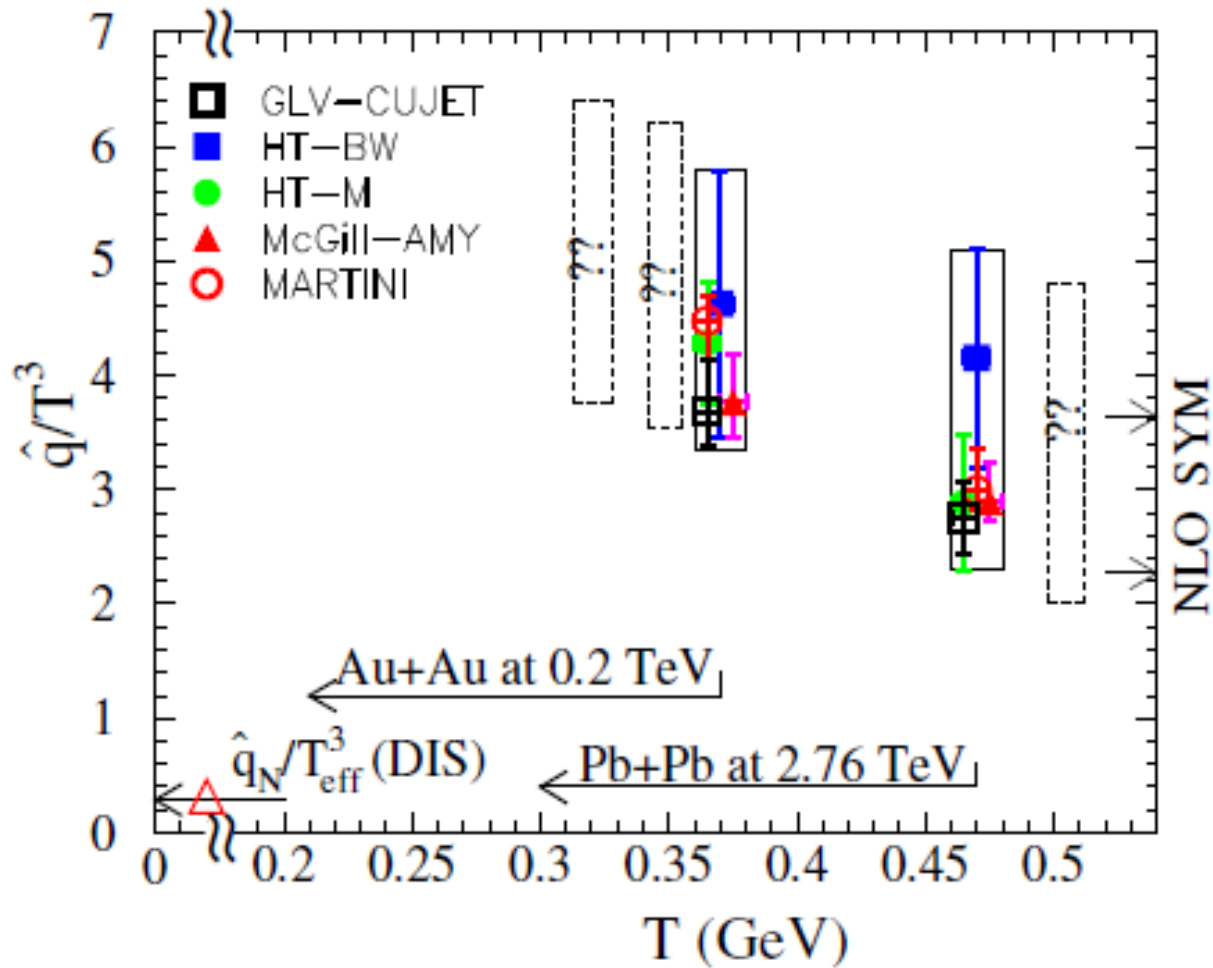 7
6
5
4
3
2
1
0
q̂/T³
GLV−CUJET
HT−BW
HT−M
McGill−AMY
MARTINI
??
??
??
NLO SYM
Au+Au at 0.2 TeV
q̂_N/T³_eff (DIS)
Pb+Pb at 2.76 TeV
0 0.2 0.25 0.3 0.35 0.4 0.45 0.5
T (GeV)